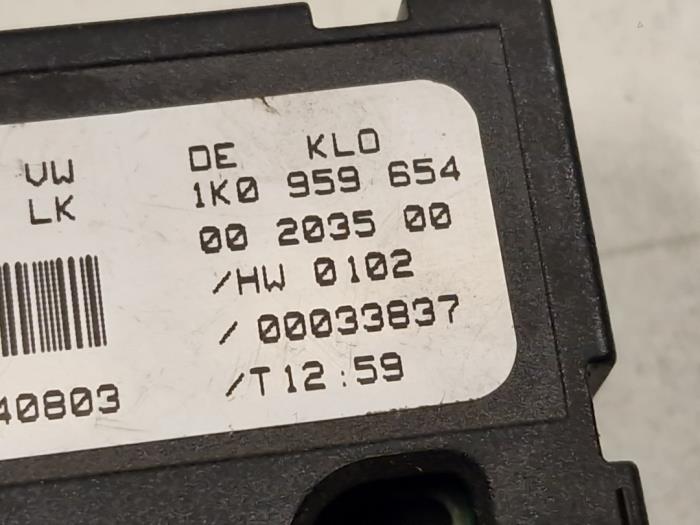 VW DE KLO
LK 1K0 959 654
00 2035 00
/HW 0102
/ 00033837
40803 /T12:59